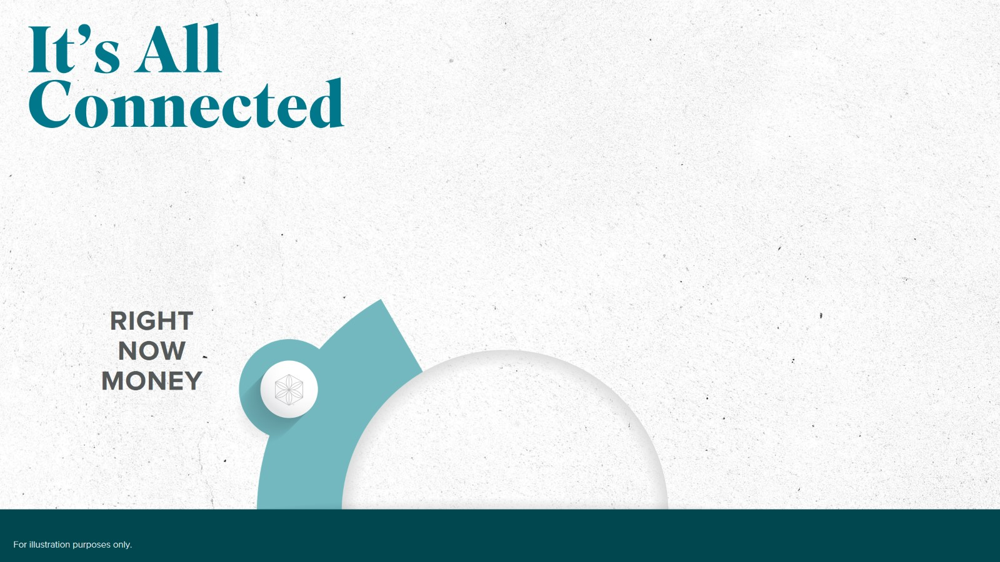 It’s All
Connected
RIGHT
NOW
MONEY
For illustration purposes only.